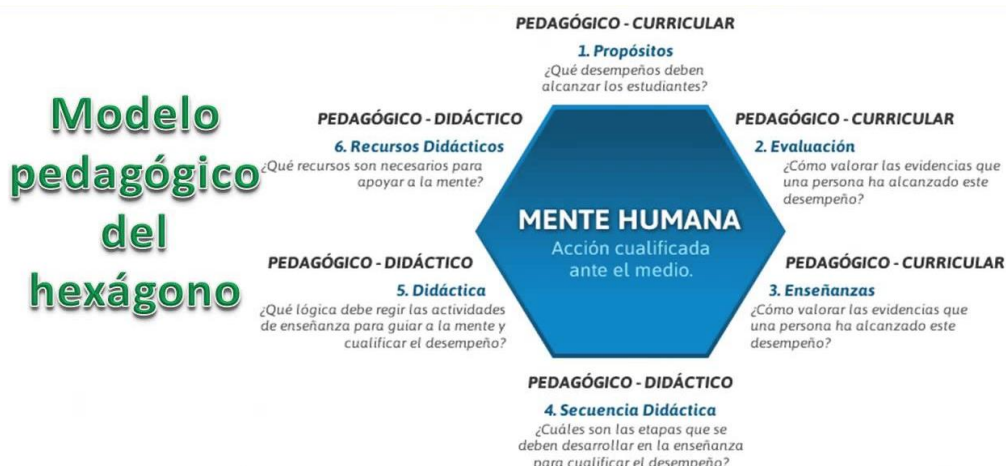 Modelo
pedagógico
del
hexágono
PEDAGÓGICO - CURRICULAR
1. Propósitos
¿Qué desempeños deben
alcanzar los estudiantes?
PEDAGÓGICO - CURRICULAR
2. Evaluación
¿Cómo valorar las evidencias que
una persona ha alcanzado este
desempeño?
PEDAGÓGICO - CURRICULAR
3. Enseñanzas
¿Cómo valorar las evidencias que
una persona ha alcanzado este
desempeño?
PEDAGÓGICO - DIDÁCTICO
4. Secuencia Didáctica
¿Cuáles son las etapas que se
deben desarrollar en la enseñanza
para cualificar el desempeño?
PEDAGÓGICO - DIDÁCTICO
5. Didáctica
¿Qué lógica debe regir las actividades
de enseñanza para guiar a la mente y
cualificar el desempeño?
PEDAGÓGICO - DIDÁCTICO
6. Recursos Didácticos
¿Qué recursos son necesarios para
apoyar a la mente?
MENTE HUMANA
Acción cualificada
ante el medio.